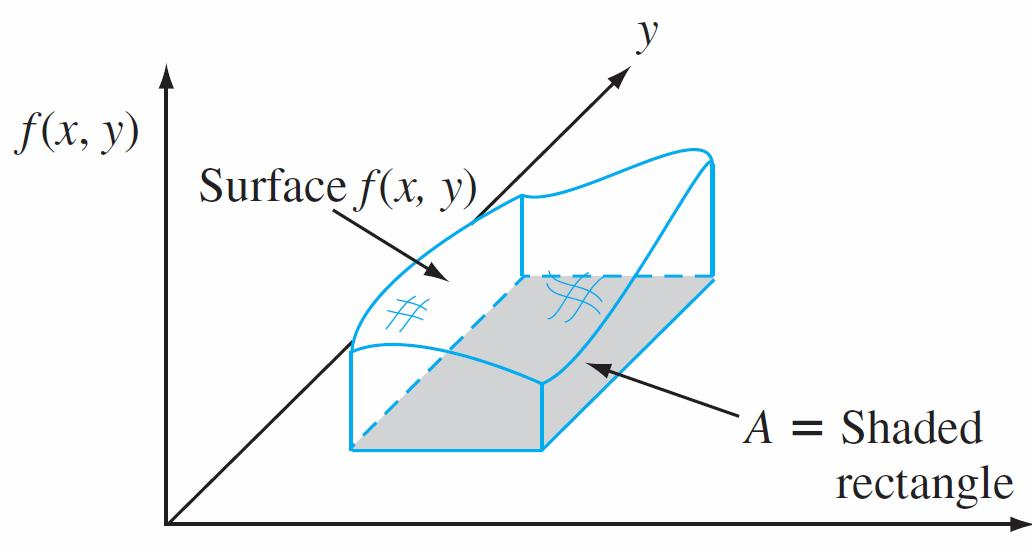 y
f(x, y)
Surface f(x, y)
A = Shaded
rectangle